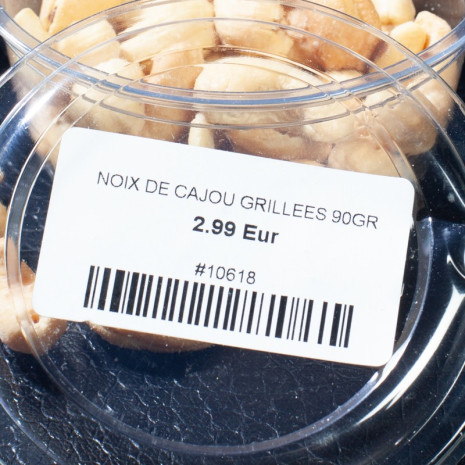 NOIX DE CAJOU GRILLEES 90GR
2.99 Eur
#10618